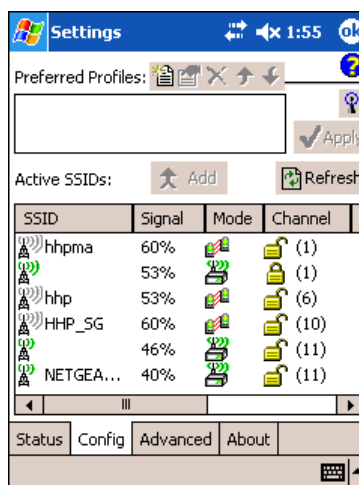 Settings 1:55 ok
Preferred Profiles:
Apply
Active SSIDs: Add Refresh
SSID Signal Mode Channel
hhpma 60% (1)
53% (1)
hhp 53% (6)
HHP_SG 60% (10)
46% (11)
NETGEA... 40% (11)
Status Config Advanced About